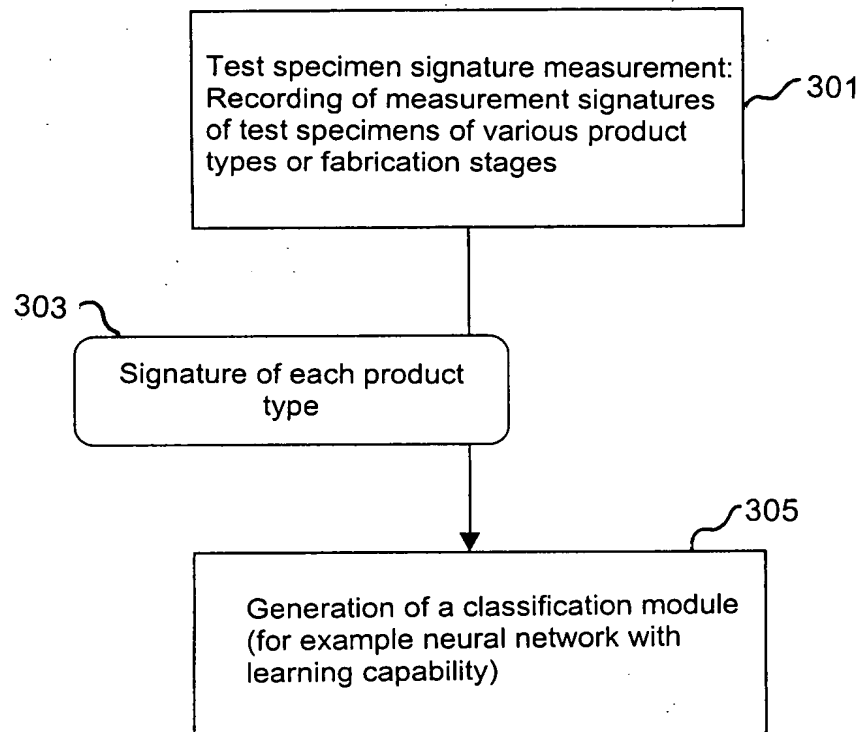 Test specimen signature measurement:
Recording of measurement signatures
of test specimens of various product
types or fabrication stages
301
303
Signature of each product
type
305
Generation of a classification module
(for example neural network with
learning capability)